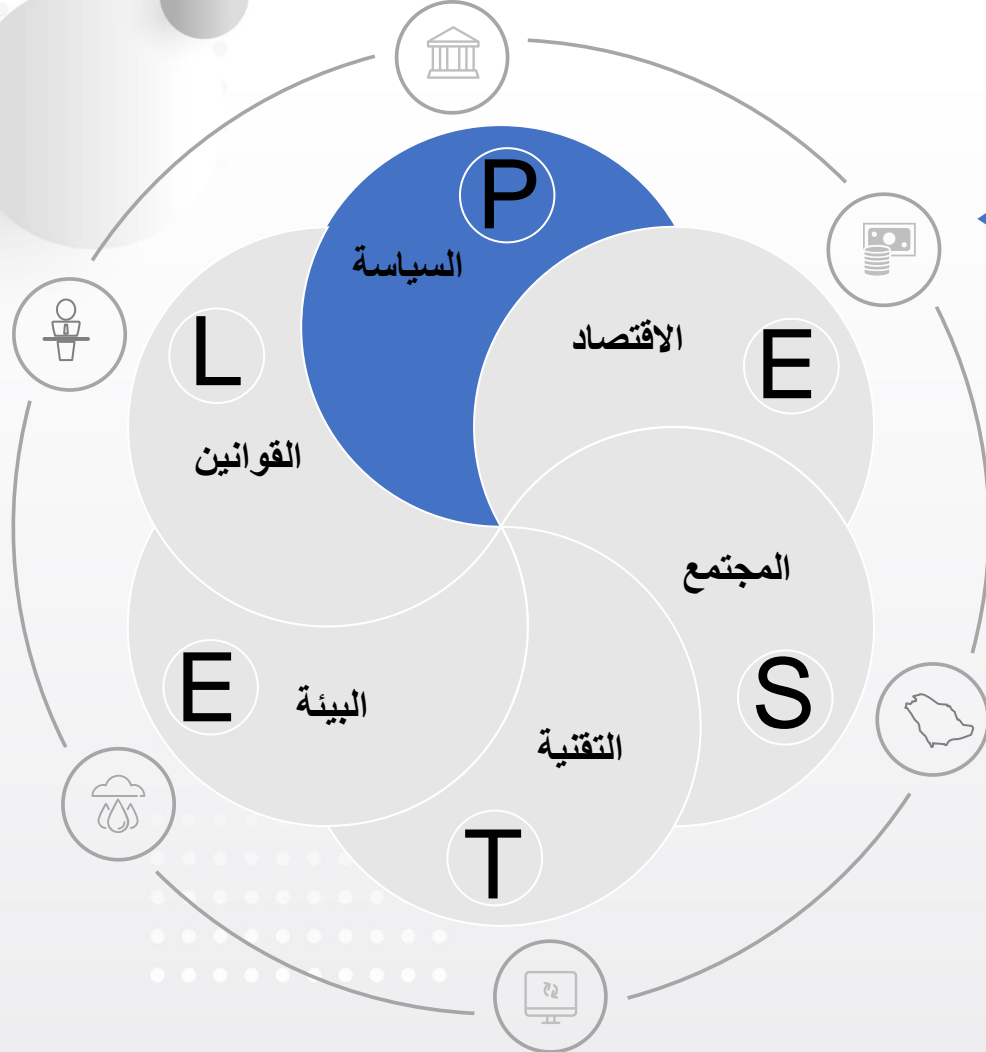 P
السياسة
E
الاقتصاد
S
المجتمع
T
التقنية
E
البيئة
L
القوانين